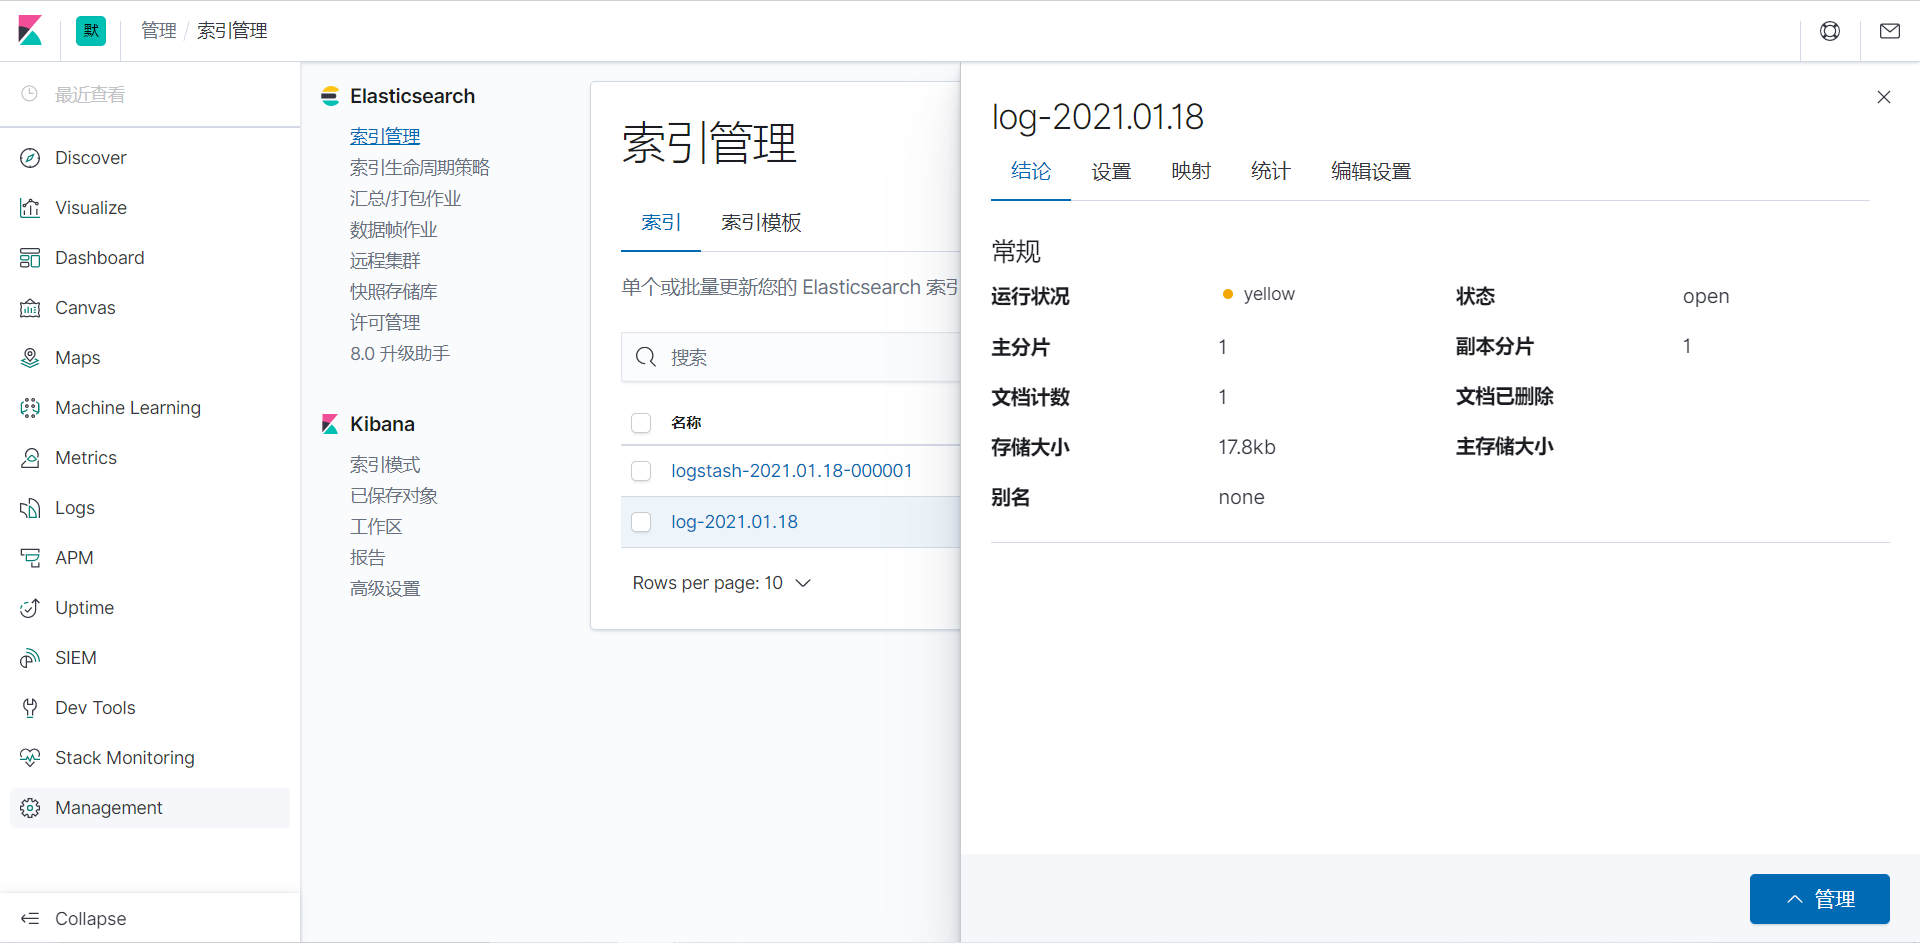 默 管理 / 索引管理
最近查看
Discover
Visualize
Dashboard
Canvas
Maps
Machine Learning
Metrics
Logs
APM
Uptime
SIEM
Dev Tools
Stack Monitoring
Management
Collapse
Elasticsearch
索引管理
索引生命周期策略
汇总/打包作业
数据帧作业
远程集群
快照存储库
许可管理
8.0 升级助手
Kibana
索引模式
已保存对象
工作区
报告
高级设置
索引管理
索引 索引模板
单个或批量更新您的 Elasticsearch 索引
搜索
名称
logstash-2021.01.18-000001
log-2021.01.18
Rows per page: 10
log-2021.01.18
结论 设置 映射 统计 编辑设置
常规
运行状况 yellow 状态 open
主分片 1 副本分片 1
文档计数 1 文档已删除
存储大小 17.8kb 主存储大小
别名 none
管理